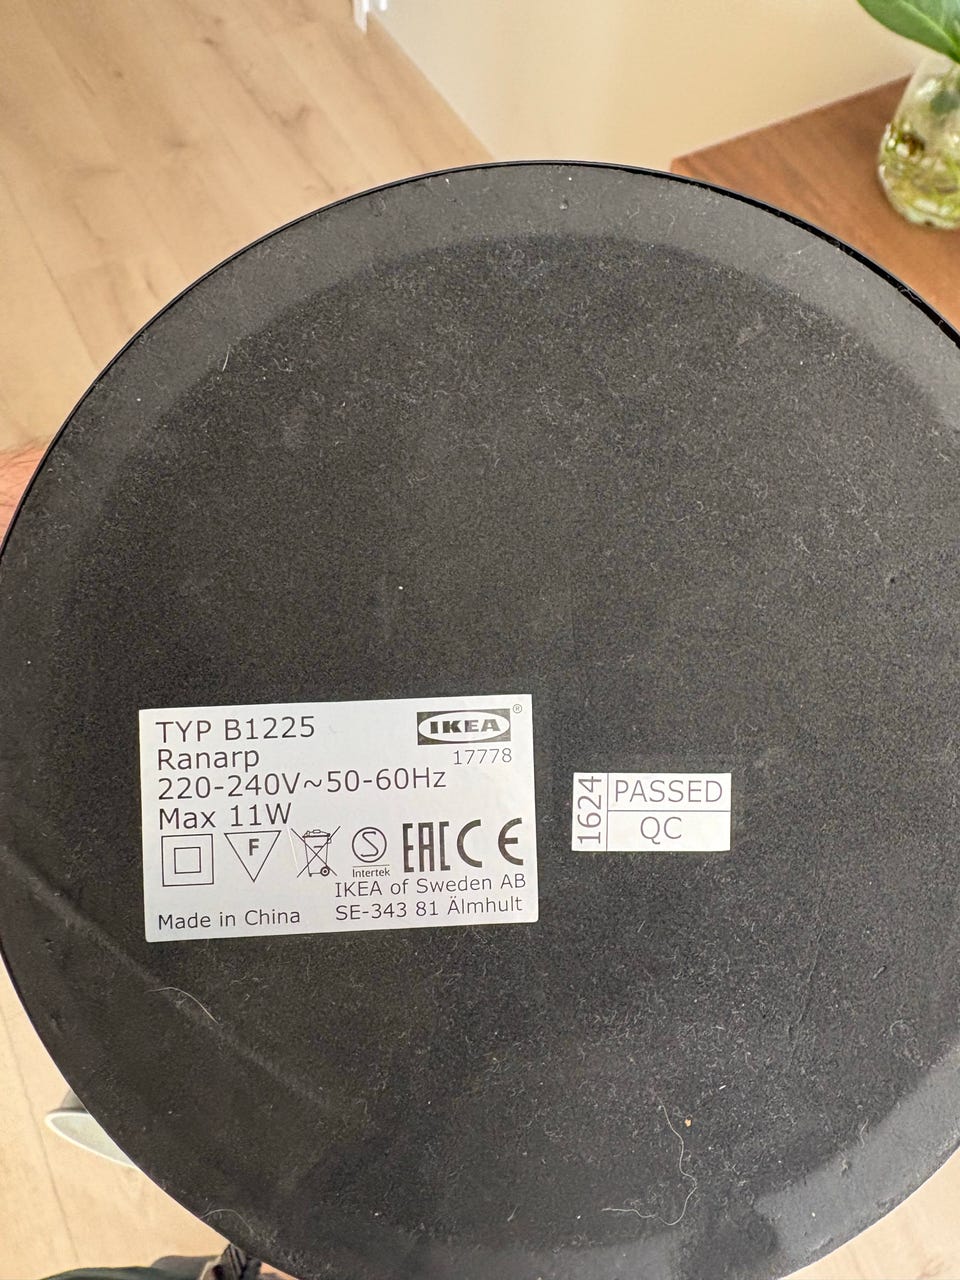 TYP B1225
IKEA®
Ranarp
17778
220-240V~50-60Hz
Max 11W
F
S
Intertek
EAC
CE
IKEA of Sweden AB
Made in China
SE-343 81 Älmhult
1624
PASSED
QC